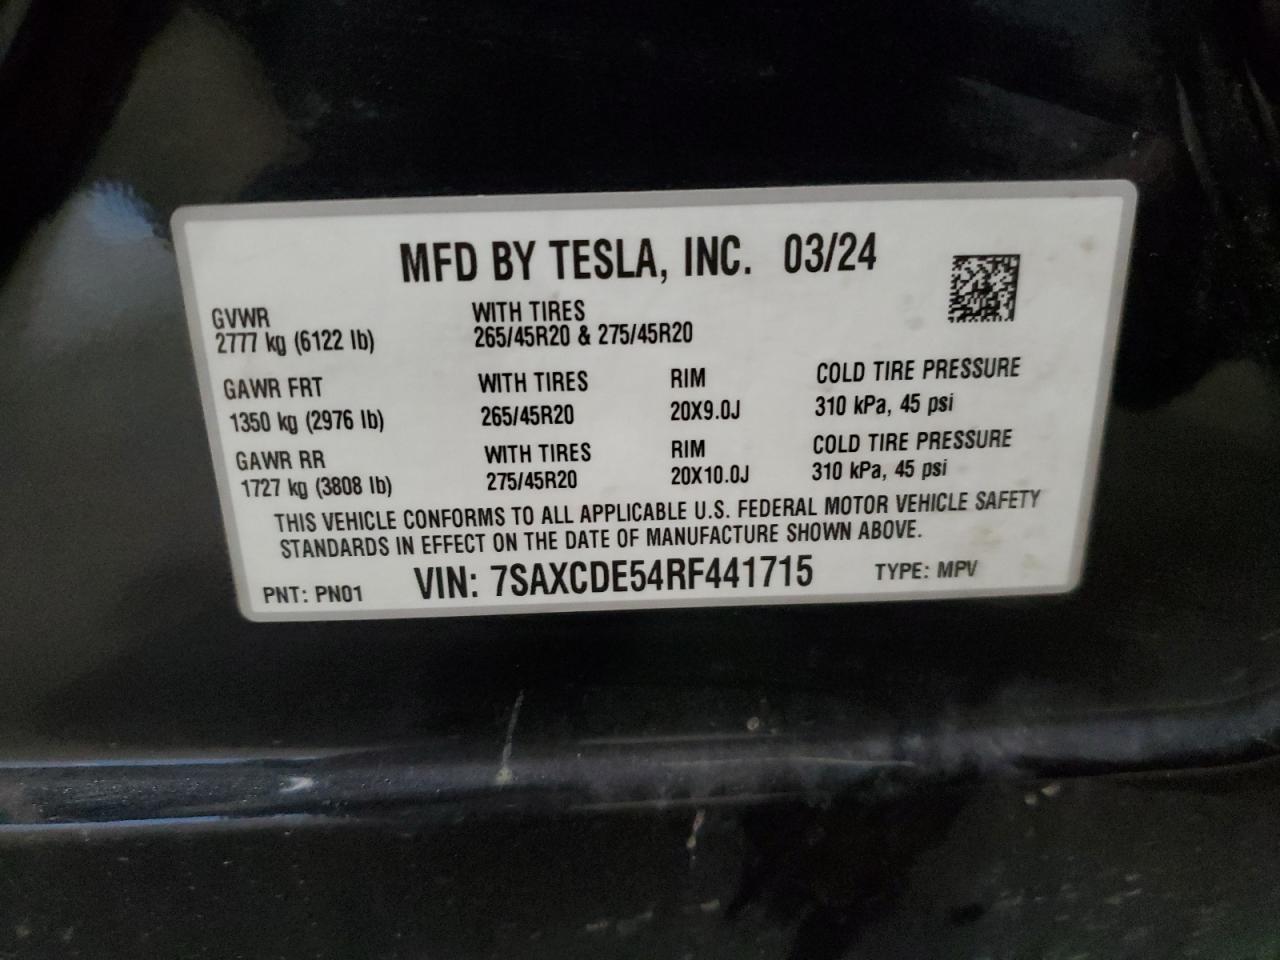 MFD BY TESLA, INC. 03/24
GVWR WITH TIRES
2777 kg (6122 lb) 265/45R20 & 275/45R20
GAWR FRT WITH TIRES RIM COLD TIRE PRESSURE
1350 kg (2976 lb) 265/45R20 20X9.0J 310 kPa, 45 psi
GAWR RR WITH TIRES RIM COLD TIRE PRESSURE
1727 kg (3808 lb) 275/45R20 20X10.0J 310 kPa, 45 psi
THIS VEHICLE CONFORMS TO ALL APPLICABLE U.S. FEDERAL MOTOR VEHICLE SAFETY
STANDARDS IN EFFECT ON THE DATE OF MANUFACTURE SHOWN ABOVE.
PNT: PN01 VIN: 7SAXCDE54RF441715 TYPE: MPV